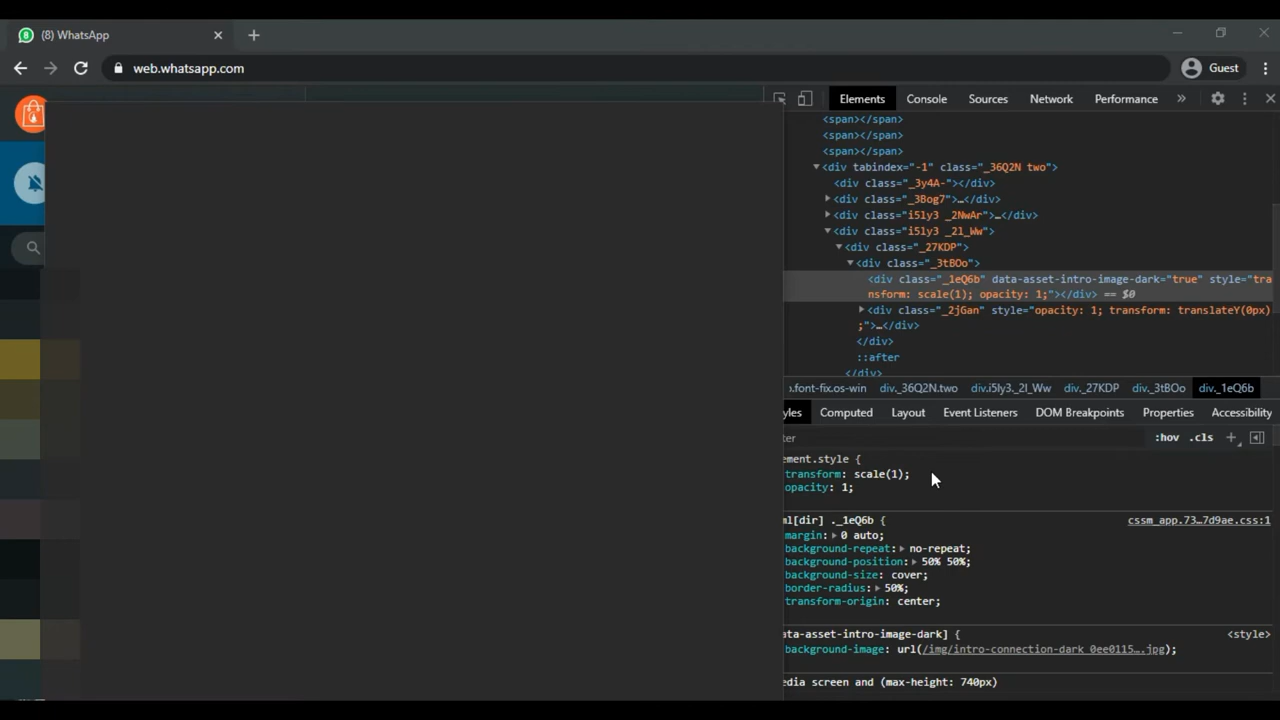 (8) WhatsApp
web.whatsapp.com
Guest
Elements Console Sources Network Performance »
<span></span>
<span></span>
<span></span>
<div tabindex="-1" class="_36Q2N two">
<div class="_3y4A-"></div>
<div class="_3Bog7">…</div>
<div class="i5ly3 _2NwAr">…</div>
<div class="i5ly3 _2l_Ww">
<div class="_27KDP">
<div class="_3tBOo">
<div class="_1eQ6b" data-asset-intro-image-dark="true" style="tra
nsform: scale(1); opacity: 1;"></div> == $0
<div class="_2jGan" style="opacity: 1; transform: translateY(0px)
;">…</div>
</div>
::after
</div>
o.font-fix.os-win div._36Q2N.two div.i5ly3._2l_Ww div._27KDP div._3tBOo div._1eQ6b
yles Computed Layout Event Listeners DOM Breakpoints Properties Accessibility
ter :hov .cls +
ement.style {
transform: scale(1);
opacity: 1;
ml[dir] ._1eQ6b { cssm_app.73…7d9ae.css:1
margin: 0 auto;
background-repeat: no-repeat;
background-position: 50% 50%;
background-size: cover;
border-radius: 50%;
transform-origin: center;
ata-asset-intro-image-dark] { <style>
background-image: url(/img/intro-connection-dark_0ee0115….jpg);
edia screen and (max-height: 740px)